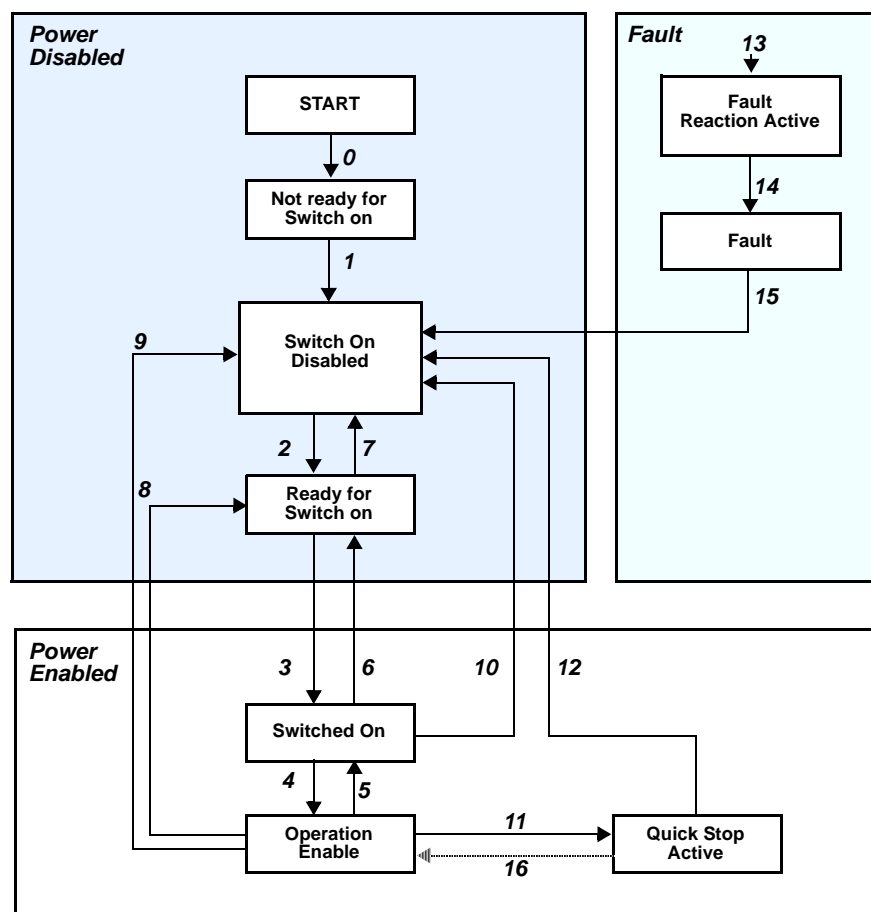 Power
Disabled
Fault
13
START
Fault
Reaction Active
0
14
Not ready for
Switch on
Fault
1
15
9
Switch On
Disabled
2
7
8
Ready for
Switch on
Power
Enabled
3
6
10
12
Switched On
4
5
11
Operation
Enable
Quick Stop
Active
16